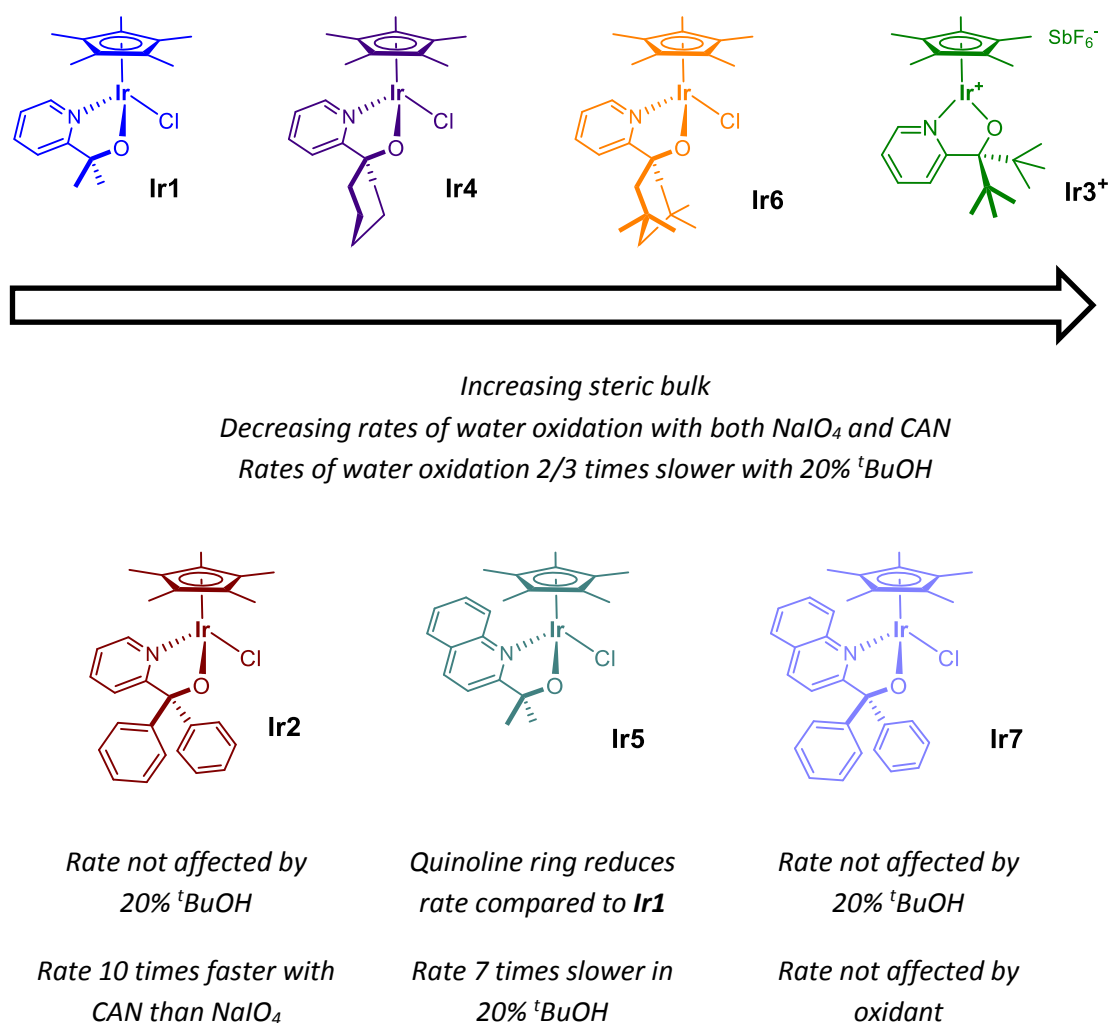 SbF₆⁻
Ir Ir Ir Ir⁺
N Cl N Cl N Cl N O
O O O
Ir1 Ir4 Ir6 Ir3⁺
Increasing steric bulk
Decreasing rates of water oxidation with both NaIO₄ and CAN
Rates of water oxidation 2/3 times slower with 20% ᵗBuOH
Ir Ir Ir
N Cl N Cl N Cl
O O O
Ir2 Ir5 Ir7
Rate not affected by Quinoline ring reduces Rate not affected by
20% ᵗBuOH rate compared to Ir1 20% ᵗBuOH
Rate 10 times faster with Rate 7 times slower in Rate not affected by
CAN than NaIO₄ 20% ᵗBuOH oxidant